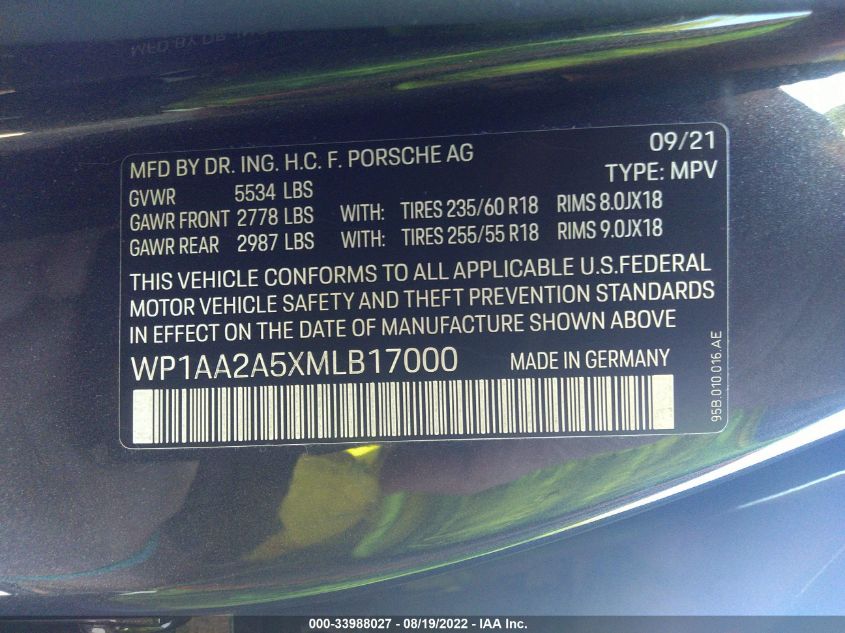 MFD BY DR. ING. H.C. F. PORSCHE AG 09/21
GVWR 5534 LBS TYPE: MPV
GAWR FRONT 2778 LBS WITH: TIRES 235/60 R18 RIMS 8.0JX18
GAWR REAR 2987 LBS WITH: TIRES 255/55 R18 RIMS 9.0JX18
THIS VEHICLE CONFORMS TO ALL APPLICABLE U.S.FEDERAL
MOTOR VEHICLE SAFETY AND THEFT PREVENTION STANDARDS
IN EFFECT ON THE DATE OF MANUFACTURE SHOWN ABOVE
WP1AA2A5XMLB17000 MADE IN GERMANY
95B.010.016.AE
000-33988027 - 08/19/2022 - IAA Inc.